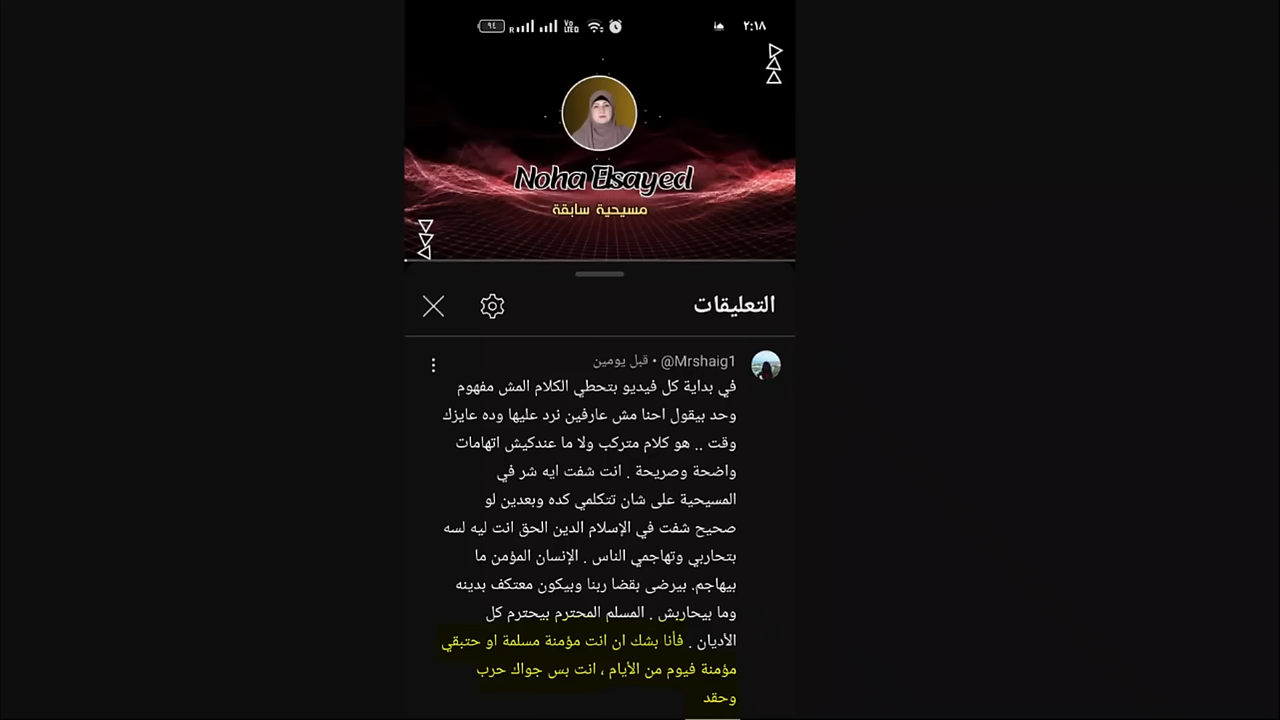 ٢:١٨
٩٤
R
Vo
LTE
Noha Elsayed
مسيحية سابقة
التعليقات
@Mrshaig1 • قبل يومين
في بداية كل فيديو بتحطي الكلام المش مفهوم
وحد بيقول احنا مش عارفين نرد عليها وده عايزك
وقت .. هو كلام متركب ولا ما عندكيش اتهامات
واضحة وصريحة . انت شفت ايه شر في
المسيحية على شان تتكلمي كده وبعدين لو
صحيح شفت في الإسلام الدين الحق انت ليه لسه
بتحاربي وتهاجمي الناس . الإنسان المؤمن ما
بيهاجم. بيرضى بقضا ربنا وبيكون معتكف بدينه
وما بيحاربش . المسلم المحترم بيحترم كل
الأديان . فأنا بشك ان انت مؤمنة مسلمة او حتبقي
مؤمنة فيوم من الأيام ، انت بس جواك حرب
وحقد